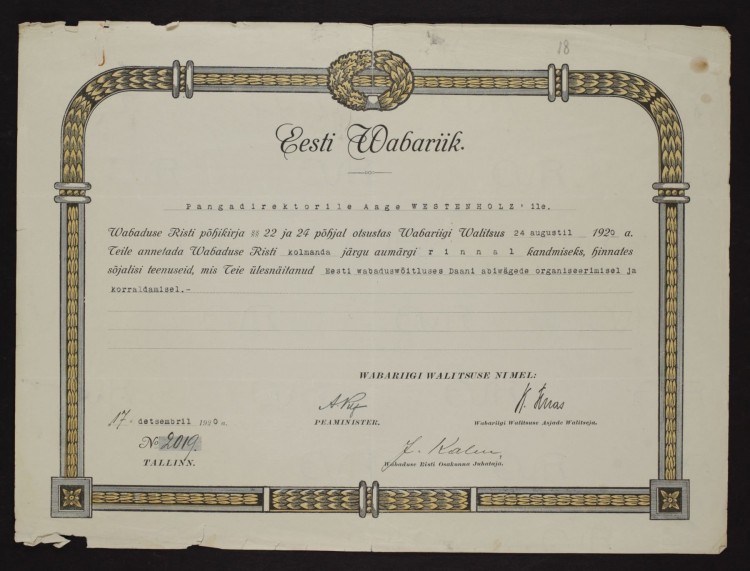 18
Eesti Wabariik.
Pangadirektorile Aage WESTENHOLZ'ile.
Wabaduse Risti põhikirja §§ 22 ja 24 põhjal otsustas Wabariigi Walitsus 24 augustil 1920 a.
Teile annetada Wabaduse Risti kolmanda järgu aumärgi rinnal kandmiseks, hinnates
sõjalisi teenuseid, mis Teie ülesnäitanud Eesti wabaduswõitluses Daani abiwägede organiseerimisel ja
korraldamisel.-
WABARIIGI WALITSUSE NIMEL:
17. detsembril 1920 a.
PEAMINISTER.
Wabariigi Walitsuse Asjade Walitseja.
No 2019.
TALLINN.
Wabaduse Risti Osakonna Juhataja.